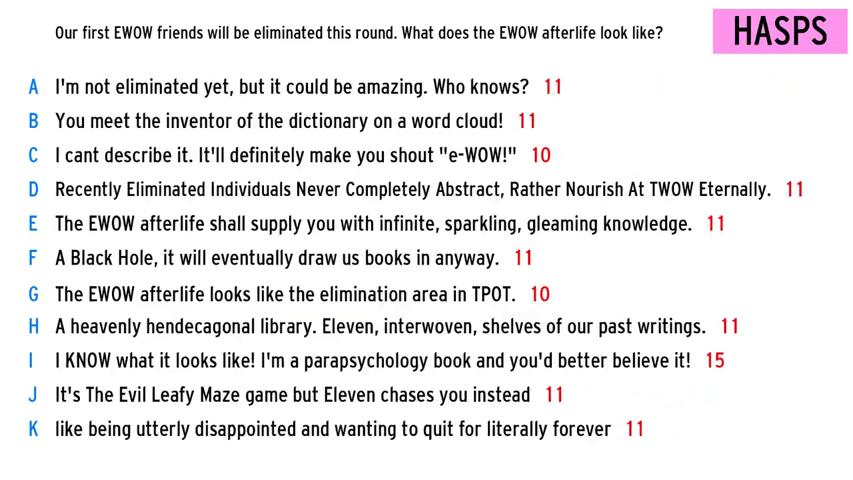 Our first EWOW friends will be eliminated this round. What does the EWOW afterlife look like?
HASPS
A I'm not eliminated yet, but it could be amazing. Who knows? 11
B You meet the inventor of the dictionary on a word cloud! 11
C I cant describe it. It'll definitely make you shout "e-WOW!" 10
D Recently Eliminated Individuals Never Completely Abstract, Rather Nourish At TWOW Eternally. 11
E The EWOW afterlife shall supply you with infinite, sparkling, gleaming knowledge. 11
F A Black Hole, it will eventually draw us books in anyway. 11
G The EWOW afterlife looks like the elimination area in TPOT. 10
H A heavenly hendecagonal library. Eleven, interwoven, shelves of our past writings. 11
I I KNOW what it looks like! I'm a parapsychology book and you'd better believe it! 15
J It's The Evil Leafy Maze game but Eleven chases you instead 11
K like being utterly disappointed and wanting to quit for literally forever 11